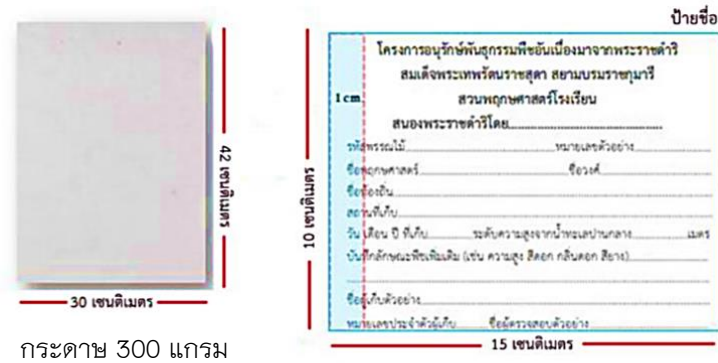 42 เซนติเมตร
30 เซนติเมตร
กระดาษ 300 แกรม
ป้ายชื่อ
โครงการอนุรักษ์พันธุกรรมพืชอันเนื่องมาจากพระราชดำริ
สมเด็จพระเทพรัตนราชสุดา สยามบรมราชกุมารี
1 cm. สวนพฤกษศาสตร์โรงเรียน
สนองพระราชดำริโดย
รหัสพรรณไม้ หมายเลขตัวอย่าง
ชื่อพฤกษศาสตร์ ชื่อวงศ์
ชื่อท้องถิ่น
สถานที่เก็บ
วัน เดือน ปี ที่เก็บ ระดับความสูงจากน้ำทะเลปานกลาง เมตร
บันทึกลักษณะพืชเพิ่มเติม (เช่น ความสูง สีดอก กลิ่นดอก สียาง)
ชื่อผู้เก็บตัวอย่าง
หมายเลขประจำตัวผู้เก็บ ชื่อผู้ตรวจสอบตัวอย่าง
10 เซนติเมตร
15 เซนติเมตร